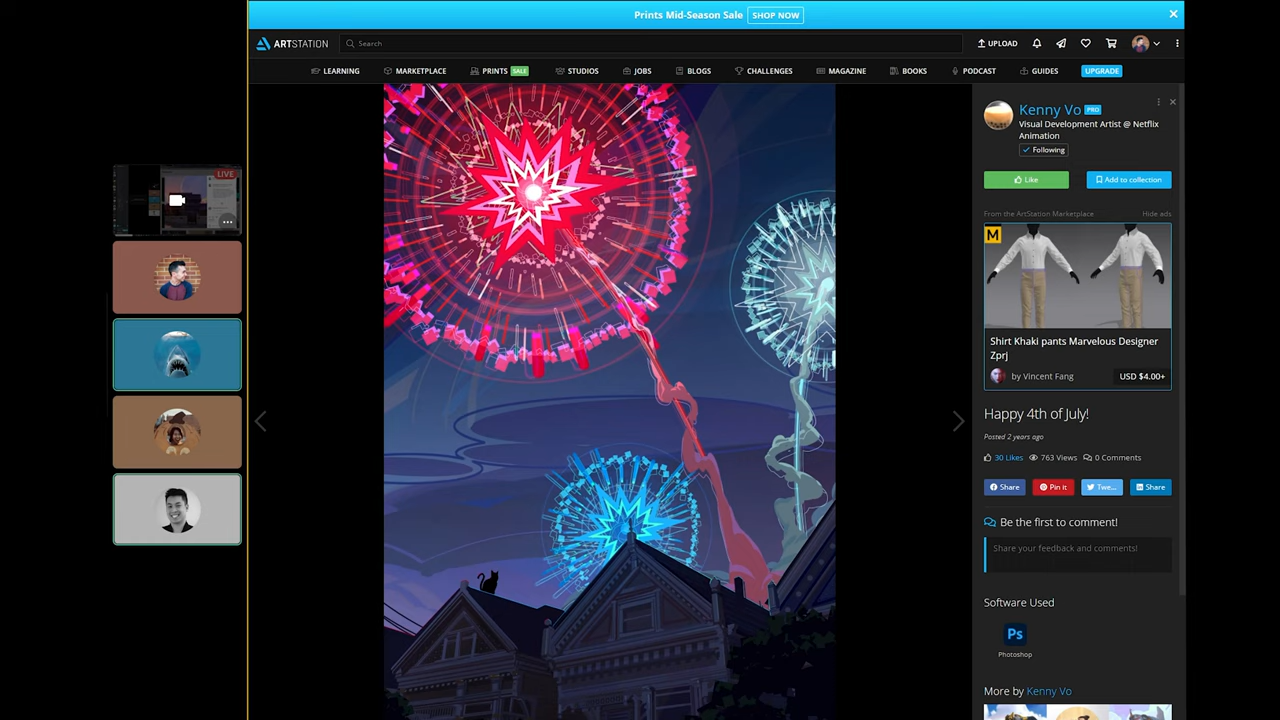 Prints Mid-Season Sale SHOP NOW
ARTSTATION Search UPLOAD
LEARNING MARKETPLACE PRINTS SALE STUDIOS JOBS BLOGS CHALLENGES MAGAZINE BOOKS PODCAST GUIDES UPGRADE
LIVE
Kenny Vo PRO
Visual Development Artist @ Netflix
Animation
Following
Like Add to collection
From the ArtStation Marketplace Hide ads
M
Shirt Khaki pants Marvelous Designer
Zprj
by Vincent Fang USD $4.00+
Happy 4th of July!
Posted 2 years ago
30 Likes 763 Views 0 Comments
Share Pin it Twe... Share
Be the first to comment!
Share your feedback and comments!
Software Used
Ps
Photoshop
More by Kenny Vo